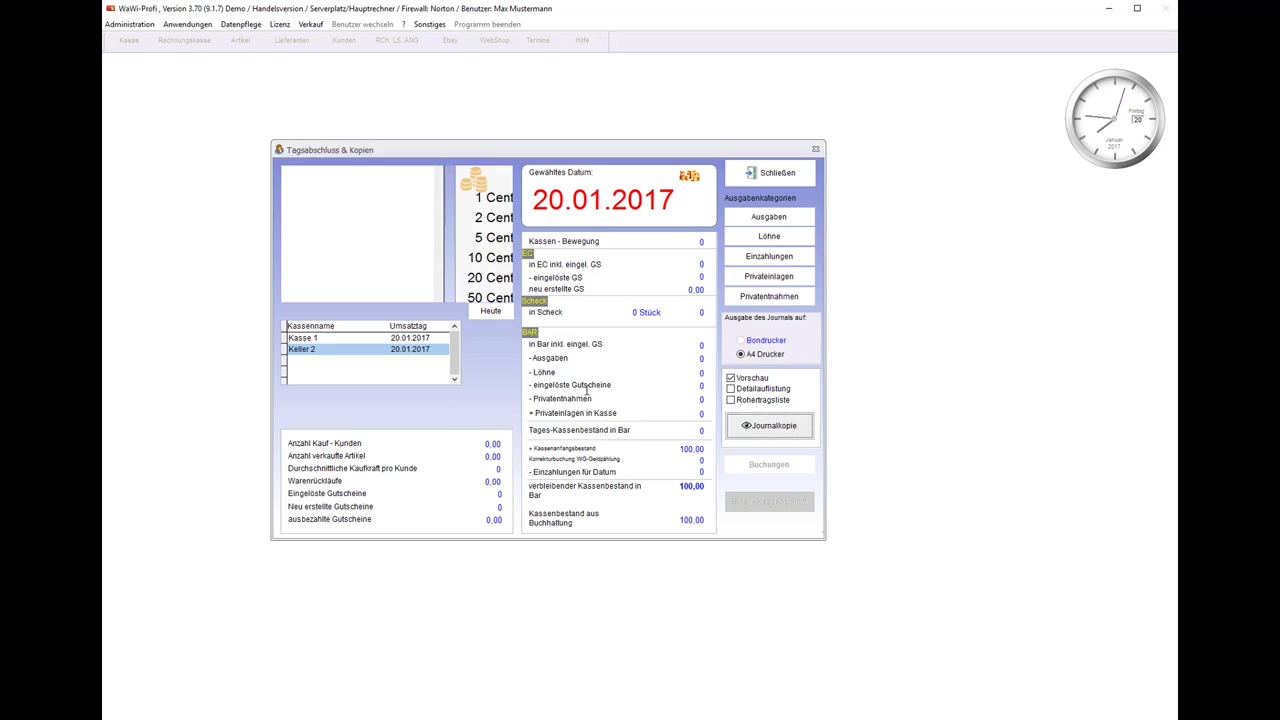 WaWi-Profi , Version 3.70 (9.1.7) Demo / Handelsversion / Serverplatz/Hauptrechner / Firewall: Norton / Benutzer: Max Mustermann
Administration Anwendungen Datenpflege Lizenz Verkauf Benutzer wechseln ? Sonstiges Programm beenden
Kasse Rechnungskasse Artikel Lieferanten Kunden RCH. LS. ANG Ebay WebShop Termine Hilfe
Freitag
20
Januar
2017
Tagsabschluss & Kopien
1 Cent
2 Cent
5 Cent
10 Cent
20 Cent
50 Cent
Heute
Kassenname Umsatztag
Kasse 1 20.01.2017
Keller 2 20.01.2017
Anzahl Kauf - Kunden 0,00
Anzahl verkaufte Artikel 0,00
Durchschnittliche Kaufkraft pro Kunde 0
Warenrückläufe 0,00
Eingelöste Gutscheine 0
Neu erstellte Gutscheine 0
ausbezahlte Gutscheine 0,00
Gewähltes Datum:
20.01.2017
Kassen - Bewegung 0
EC
in EC inkl. eingel. GS 0
- eingelöste GS 0
neu erstellte GS 0,00
Scheck
in Scheck 0 Stück 0
BAR
in Bar inkl. eingel. GS 0
- Ausgaben 0
- Löhne 0
- eingelöste Gutscheine 0
- Privatentnahmen 0
+ Privateinlagen in Kasse 0
Tages-Kassenbestand in Bar 0
+ Kassenanfangsbestand 100,00
Korrekturbuchung WG-Geldzählung 0
- Einzahlungen für Datum 0
verbleibender Kassenbestand in
Bar 100,00
Kassenbestand aus
Buchhaltung 100,00
Schließen
Ausgabenkategorien
Ausgaben
Löhne
Einzahlungen
Privateinlagen
Privatentnahmen
Ausgabe des Journals auf:
Bondrucker
A4 Drucker
Vorschau
Detailauflistung
Rohertragsliste
Journalkopie
Buchungen